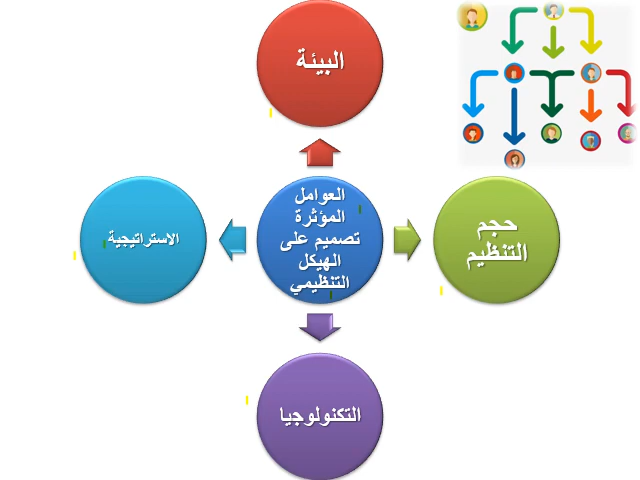 البيئة
العوامل
المؤثرة
تصميم على
الهيكل
التنظيمي
حجم
التنظيم
الاستراتيجية
التكنولوجيا